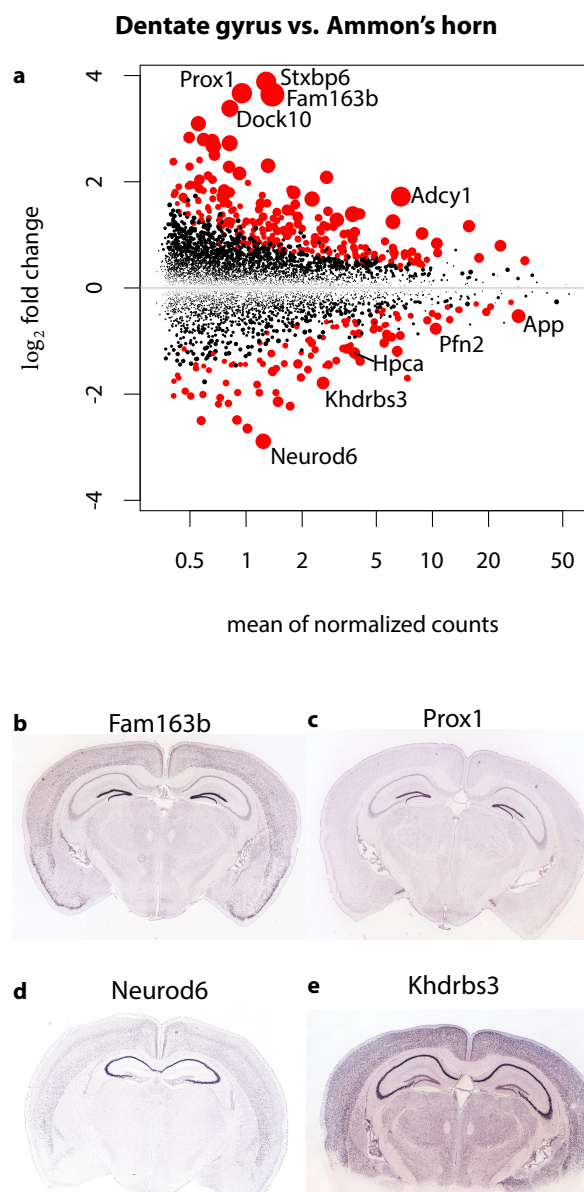 Dentate gyrus vs. Ammon's horn
a
4
2
0
-2
-4
log2 fold change
Prox1
Stxbp6
Fam163b
Dock10
Adcy1
App
Pfn2
Hpca
Khdrbs3
Neurod6
0.5 1 2 5 10 20 50
mean of normalized counts
b Fam163b
c Prox1
d Neurod6
e Khdrbs3